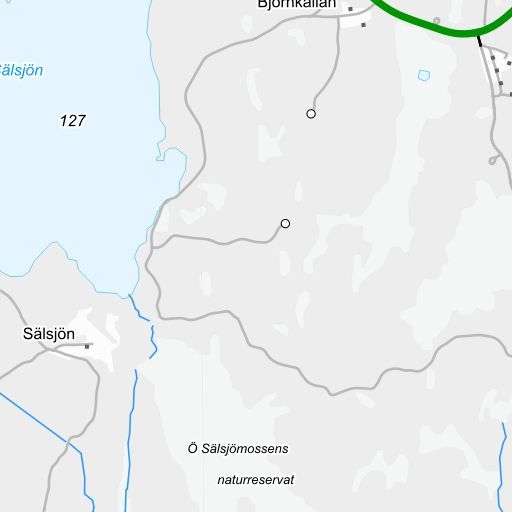 Björnkällan
Sälsjön
127
Sälsjön
Ö Sälsjömossens
naturreservat